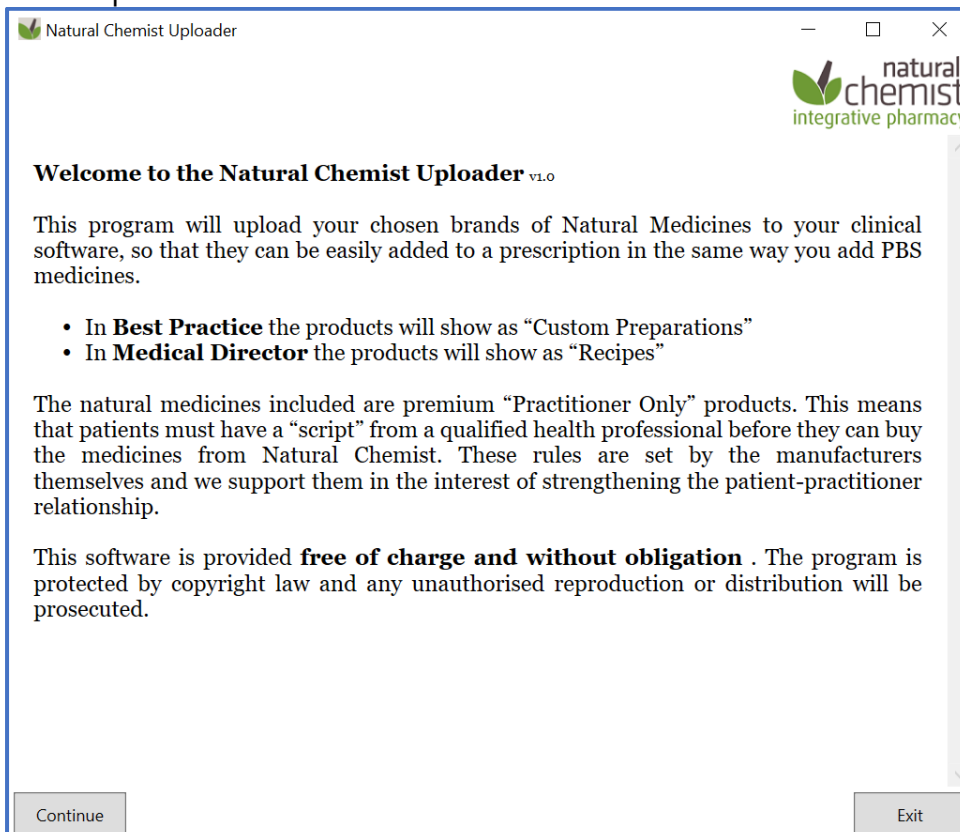 Natural Chemist Uploader
natural
chemist
integrative pharmacy
Welcome to the Natural Chemist Uploader v1.0
This program will upload your chosen brands of Natural Medicines to your clinical
software, so that they can be easily added to a prescription in the same way you add PBS
medicines.
• In Best Practice the products will show as “Custom Preparations”
• In Medical Director the products will show as “Recipes”
The natural medicines included are premium “Practitioner Only” products. This means
that patients must have a “script” from a qualified health professional before they can buy
the medicines from Natural Chemist. These rules are set by the manufacturers
themselves and we support them in the interest of strengthening the patient-practitioner
relationship.
This software is provided free of charge and without obligation . The program is
protected by copyright law and any unauthorised reproduction or distribution will be
prosecuted.
Continue
Exit